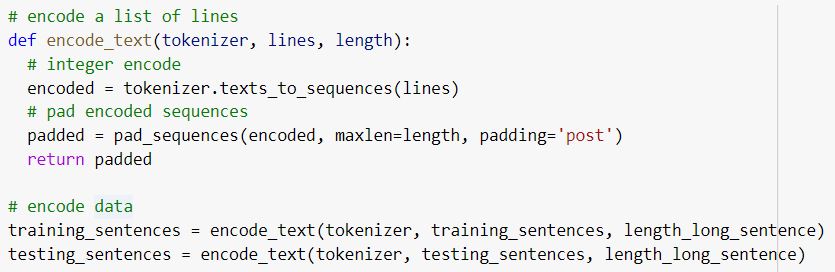 # encode a list of lines
def encode_text(tokenizer, lines, length):
  # integer encode
  encoded = tokenizer.texts_to_sequences(lines)
  # pad encoded sequences
  padded = pad_sequences(encoded, maxlen=length, padding='post')
  return padded

# encode data
training_sentences = encode_text(tokenizer, training_sentences, length_long_sentence)
testing_sentences = encode_text(tokenizer, testing_sentences, length_long_sentence)